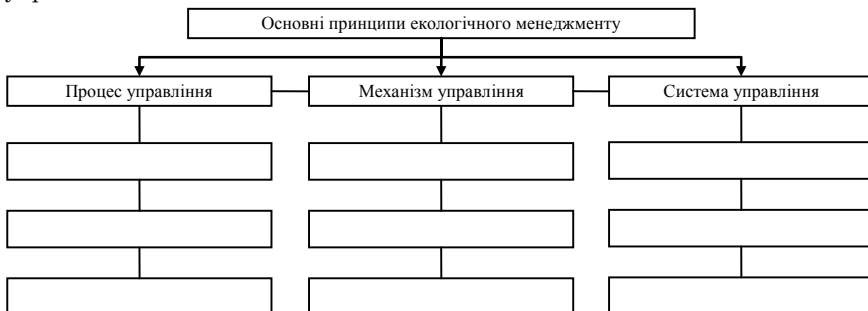 Основні принципи екологічного менеджменту
Процес управління
Механізм управління
Система управління